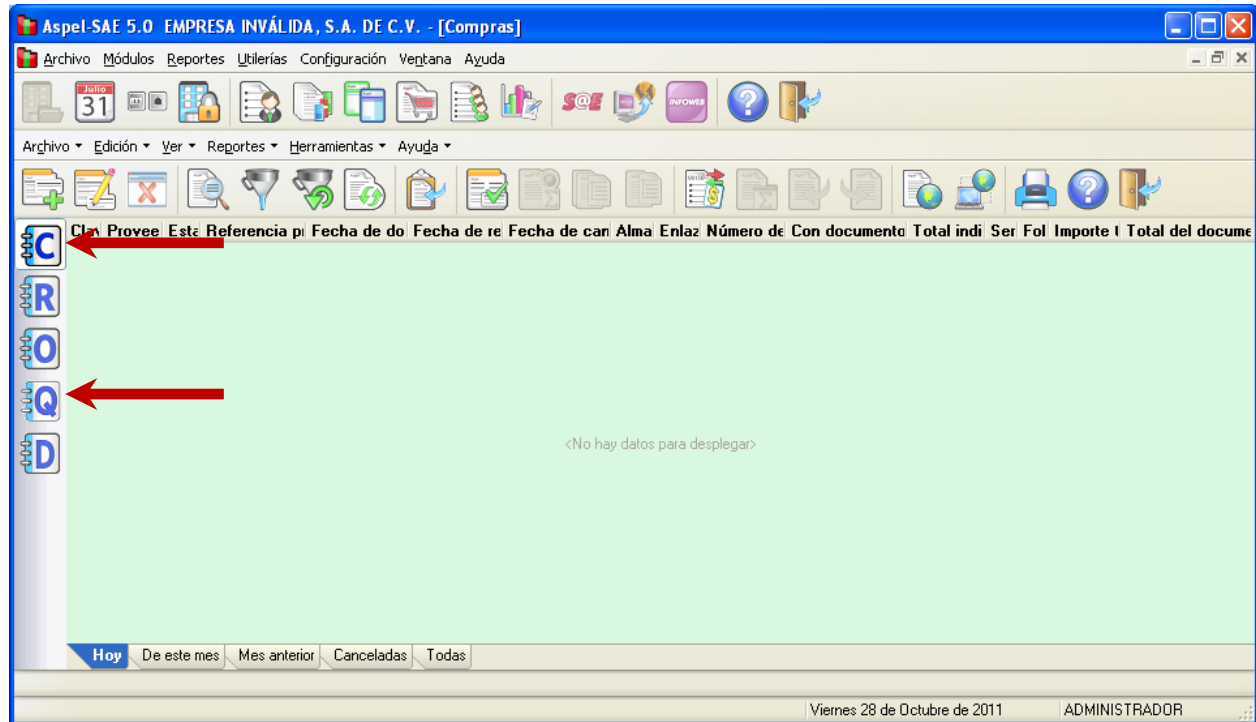 Aspel-SAE 5.0 EMPRESA INVÁLIDA, S.A. DE C.V. - [Compras]
Archivo Módulos Reportes Utilerías Configuración Ventana Ayuda
Julio
31
S@E
INFOWEB
Archivo Edición Ver Reportes Herramientas Ayuda
Clav Provee Esta Referencia pr Fecha de do Fecha de re Fecha de can Alma Enlaz Número de Con documento Total indi Ser Fol Importe t Total del docume
C
R
O
Q
D
<No hay datos para desplegar>
Hoy De este mes Mes anterior Canceladas Todas
Viernes 28 de Octubre de 2011 ADMINISTRADOR